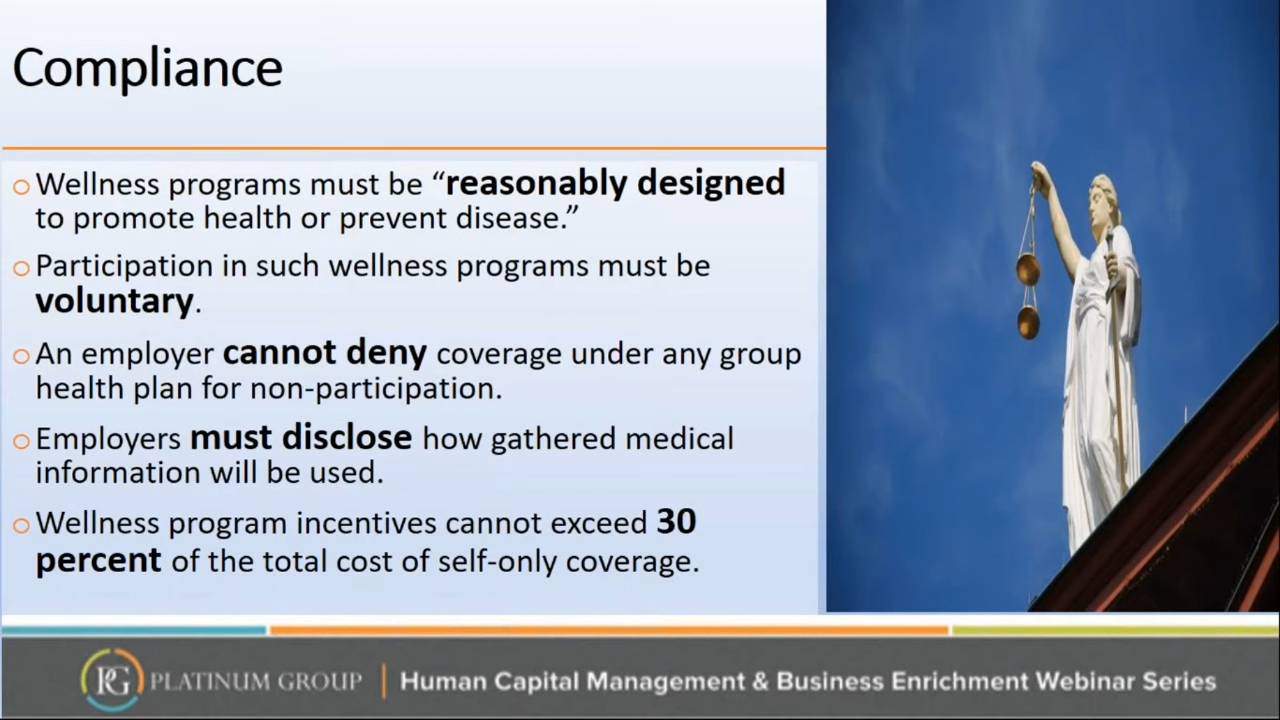 Compliance
Wellness programs must be “reasonably designed
to promote health or prevent disease.”
Participation in such wellness programs must be
voluntary.
An employer cannot deny coverage under any group
health plan for non-participation.
Employers must disclose how gathered medical
information will be used.
Wellness program incentives cannot exceed 30
percent of the total cost of self-only coverage.
PG PLATINUM GROUP | Human Capital Management & Business Enrichment Webinar Series